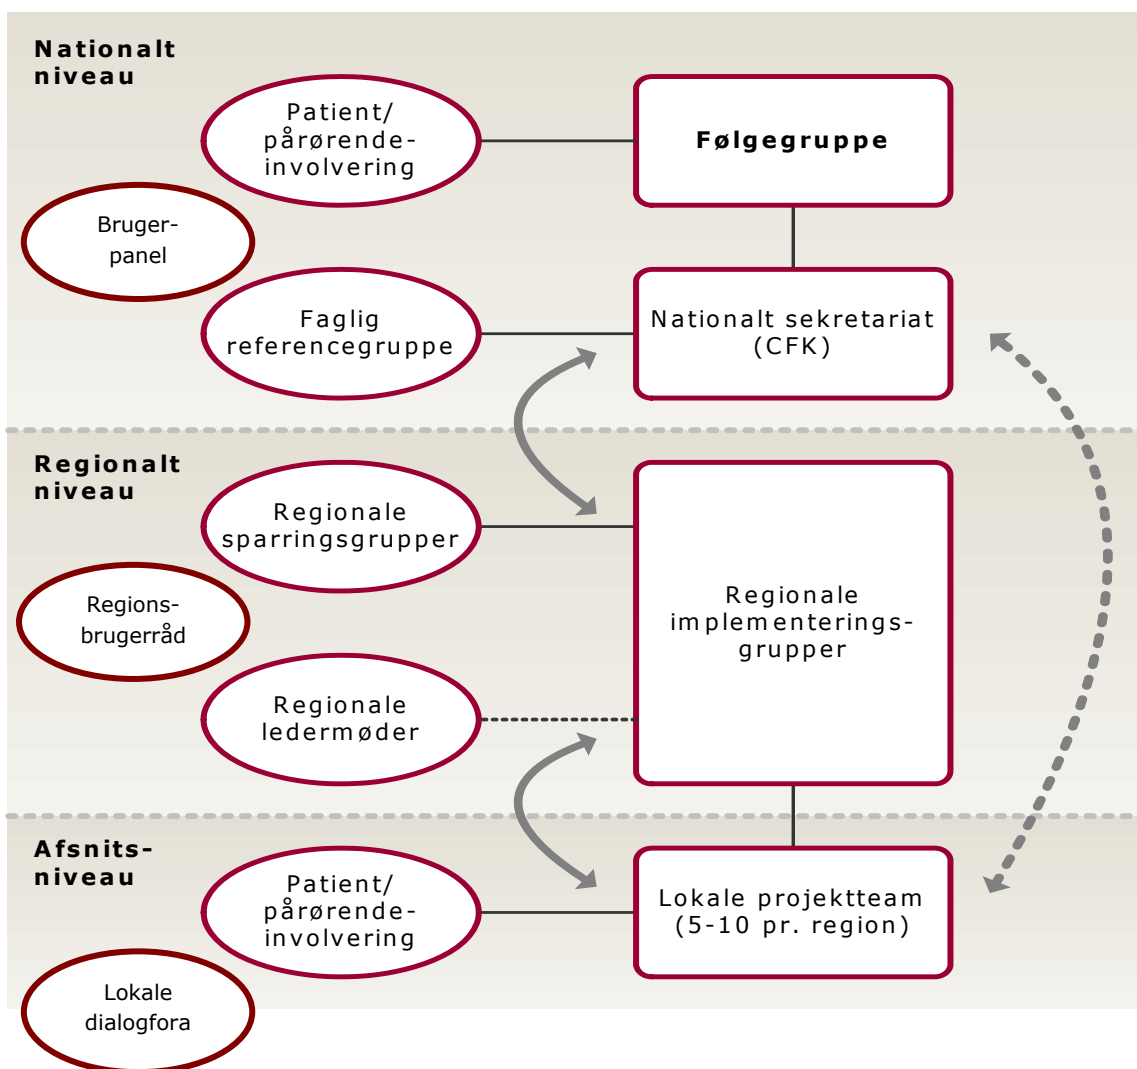 Nationalt
niveau
Patient/
pårørende-
involvering
Følgegruppe
Bruger-
panel
Faglig
referencegruppe
Nationalt sekretariat
(CFK)
Regionalt
niveau
Regionale
sparringsgrupper
Regions-
brugerråd
Regionale
implementerings-
grupper
Regionale
ledermøder
Afsnits-
niveau
Patient/
pårørende-
involvering
Lokale projektteam
(5-10 pr. region)
Lokale
dialogfora